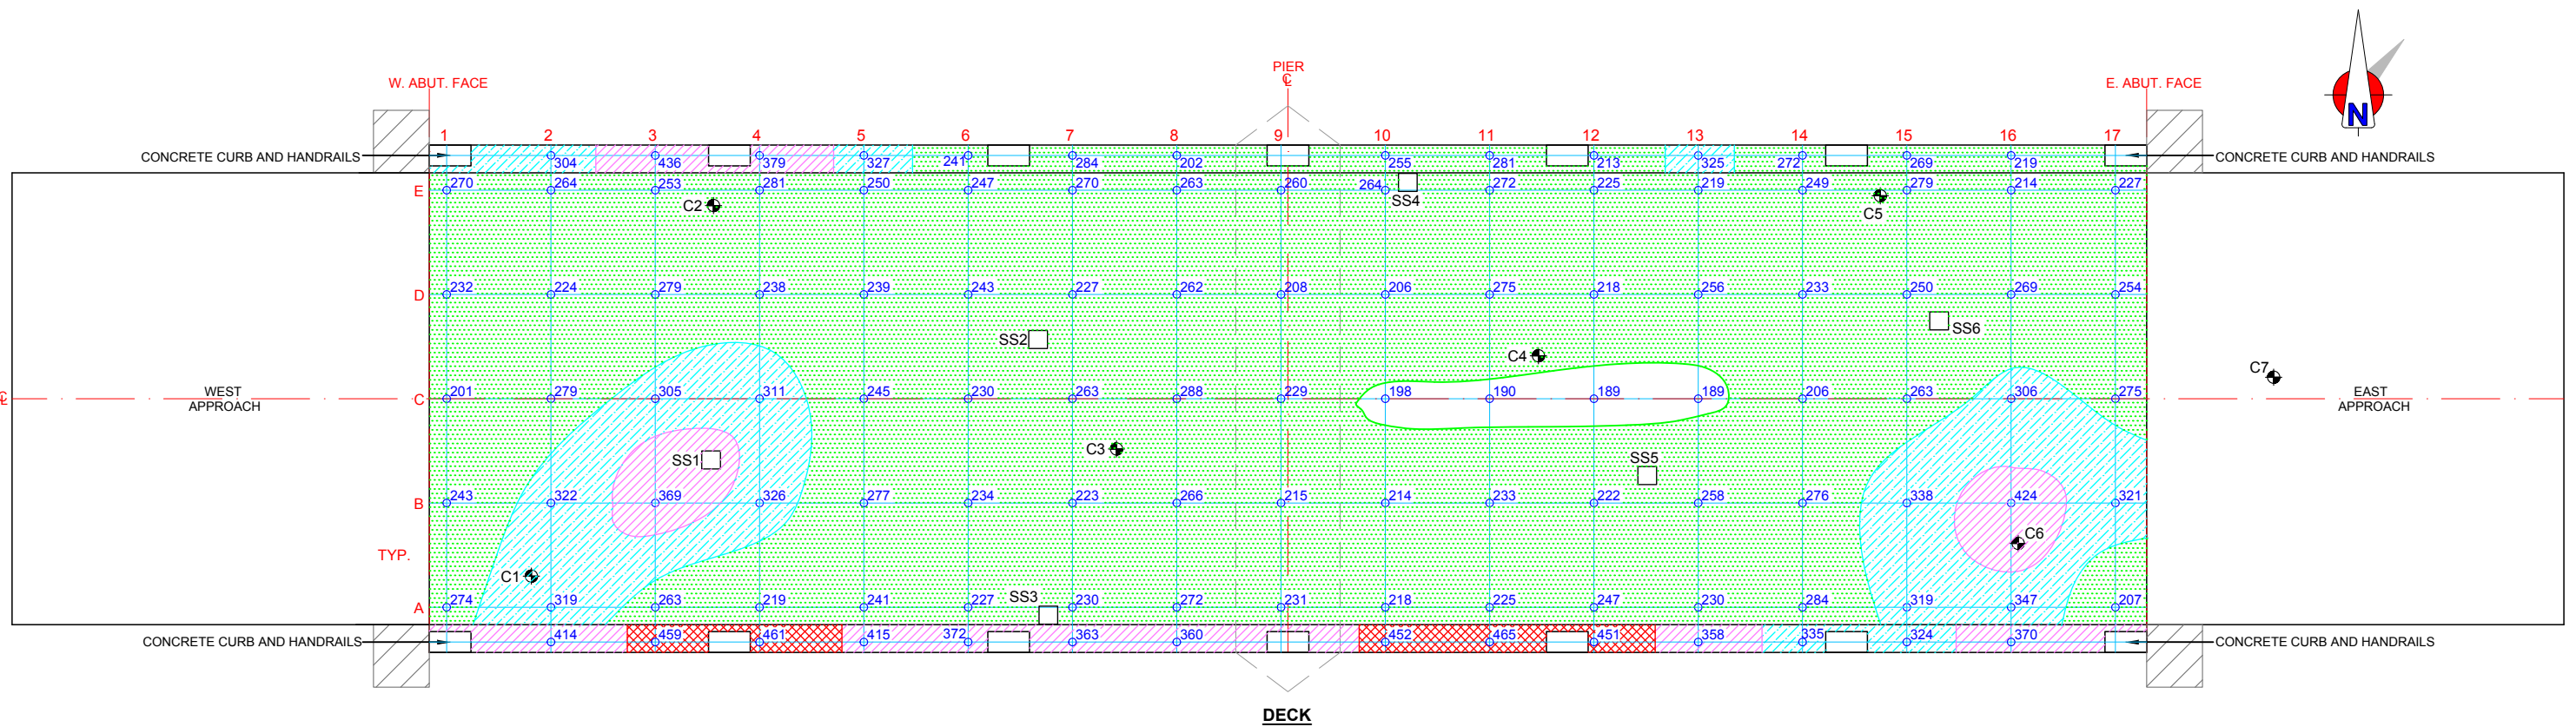 PIER
℄
W. ABUT. FACE
E. ABUT. FACE
N
1 2 3 4 5 6 7 8 9 10 11 12 13 14 15 16 17
CONCRETE CURB AND HANDRAILS
304 436 379 327 241 284 202 255 281 213 325 272 269 219
CONCRETE CURB AND HANDRAILS
E 270 264 253 281 250 247 270 263 260 264 272 225 219 249 279 214 227
SS4
C2
C5
D 232 224 279 238 239 243 227 262 208 206 275 218 256 233 250 269 254
SS2
SS6
C4
C7
℄
WEST
APPROACH
C 201 279 305 311 245 230 263 288 229 198 190 189 189 206 263 306 275
EAST
APPROACH
C3
SS1
SS5
B 243 322 369 326 277 234 223 266 215 214 233 222 258 276 338 424 321
C6
TYP.
C1
SS3
A 274 319 263 219 241 227 230 272 231 218 225 247 230 284 319 347 207
CONCRETE CURB AND HANDRAILS
414 459 461 415 372 363 360 452 465 451 358 335 324 370
CONCRETE CURB AND HANDRAILS
DECK